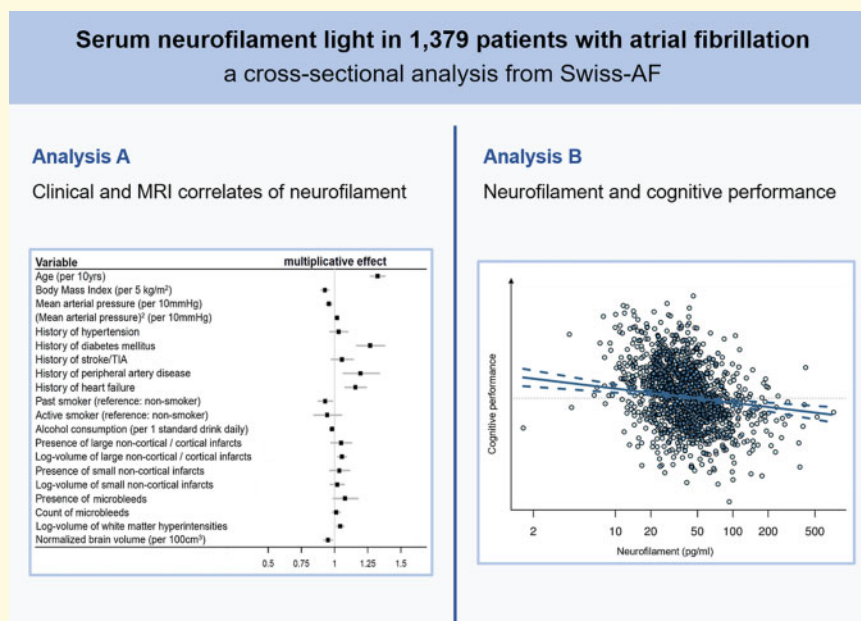 Serum neurofilament light in 1,379 patients with atrial fibrillation
a cross-sectional analysis from Swiss-AF
Analysis A
Clinical and MRI correlates of neurofilament
Variable multiplicative effect
Age (per 10yrs)
Body Mass Index (per 5 kg/m²)
Mean arterial pressure (per 10mmHg)
(Mean arterial pressure)² (per 10mmHg)
History of hypertension
History of diabetes mellitus
History of stroke/TIA
History of peripheral artery disease
History of heart failure
Past smoker (reference: non-smoker)
Active smoker (reference: non-smoker)
Alcohol consumption (per 1 standard drink daily)
Presence of large non-cortical / cortical infarcts
Log-volume of large non-cortical / cortical infarcts
Presence of small non-cortical infarcts
Log-volume of small non-cortical infarcts
Presence of microbleeds
Count of microbleeds
Log-volume of white matter hyperintensities
Normalized brain volume (per 100cm³)
0.5 0.75 1 1.25 1.5
Analysis B
Neurofilament and cognitive performance
Cognitive performance
2 10 20 50 100 200 500
Neurofilament (pg/ml)